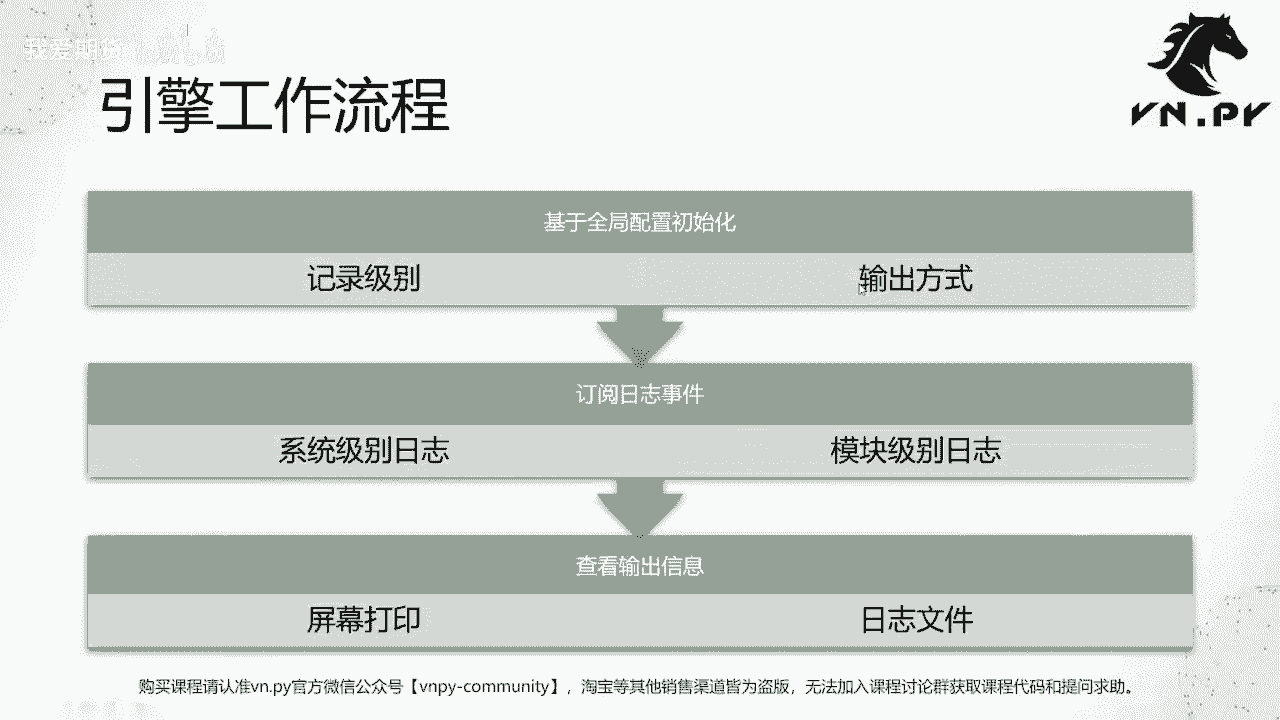 我爱期货
引擎工作流程
VN.PY
基于全局配置初始化
记录级别 输出方式
订阅日志事件
系统级别日志 模块级别日志
查看输出信息
屏幕打印 日志文件
购买课程请认准vn.py官方微信公众号【vnpy-community】，淘宝等其他销售渠道皆为盗版，无法加入课程讨论群获取课程代码和提问求助。